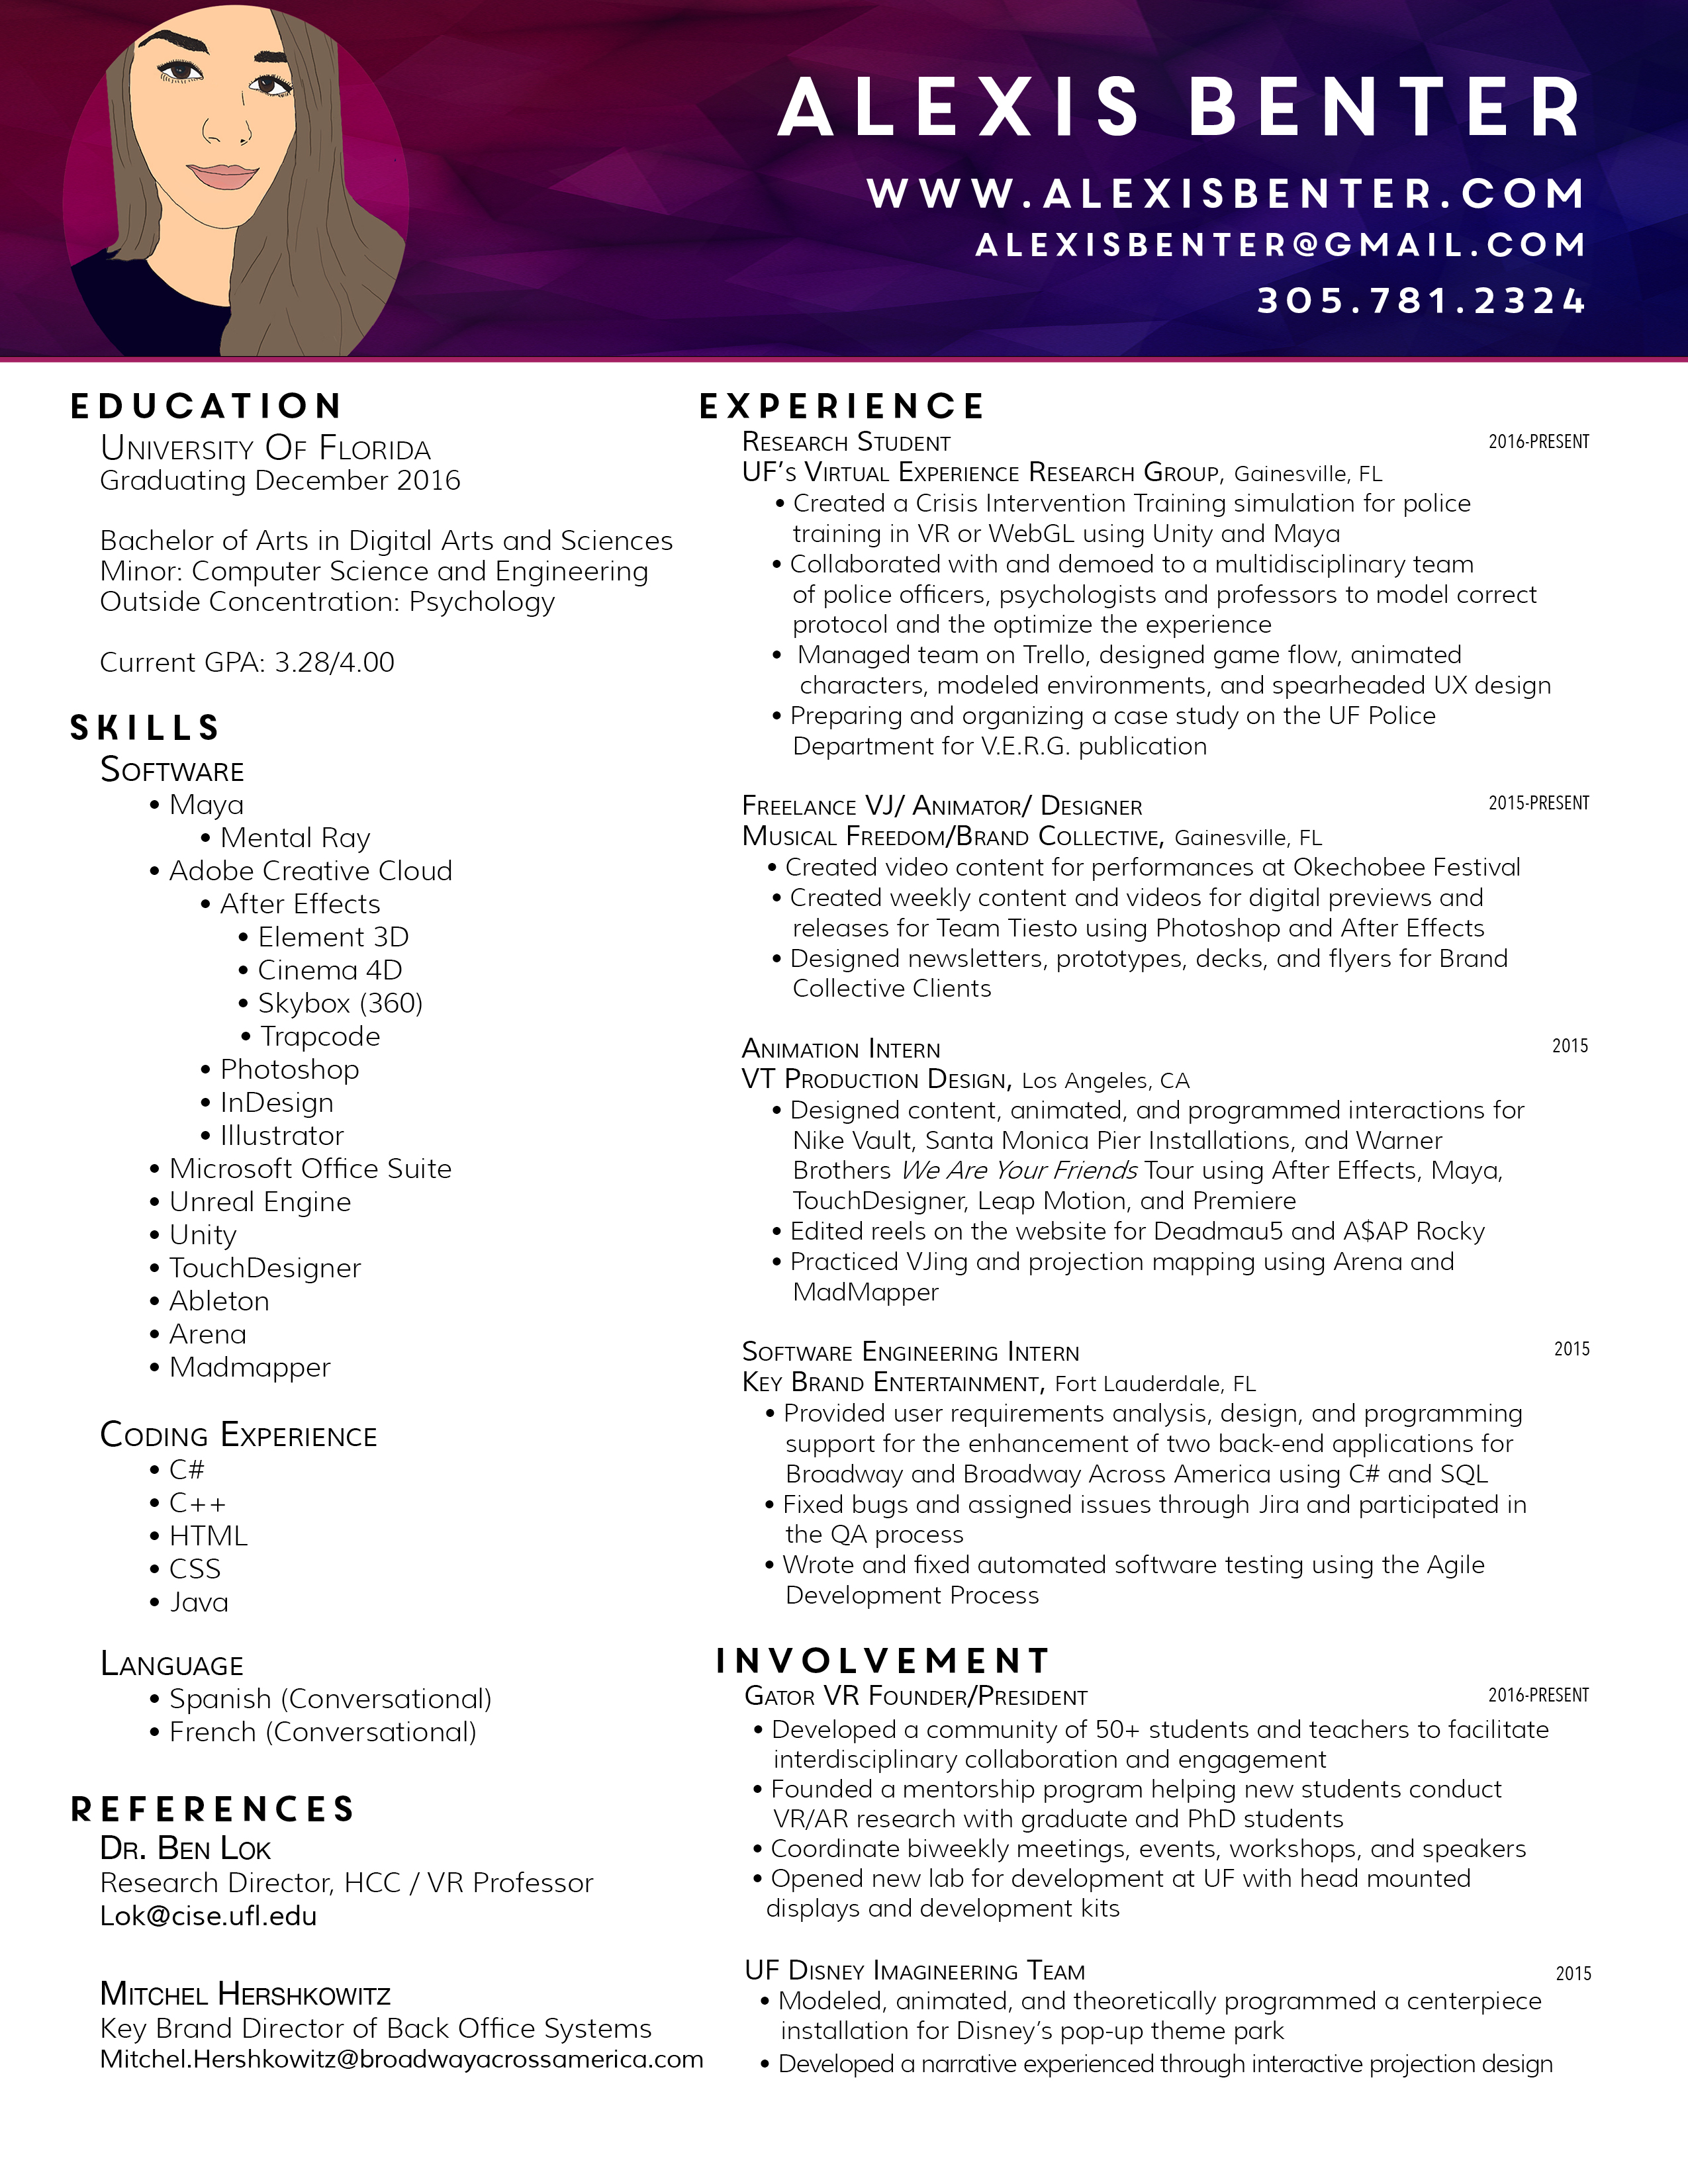 ALEXIS BENTER
WWW.ALEXISBENTER.COM
ALEXISBENTER@GMAIL.COM
305.781.2324
EDUCATION
University Of Florida
Graduating December 2016
Bachelor of Arts in Digital Arts and Sciences
Minor: Computer Science and Engineering
Outside Concentration: Psychology
Current GPA: 3.28/4.00
SKILLS
Software
• Maya
• Mental Ray
• Adobe Creative Cloud
• After Effects
• Element 3D
• Cinema 4D
• Skybox (360)
• Trapcode
• Photoshop
• InDesign
• Illustrator
• Microsoft Office Suite
• Unreal Engine
• Unity
• TouchDesigner
• Ableton
• Arena
• Madmapper
Coding Experience
• C#
• C++
• HTML
• CSS
• Java
Language
• Spanish (Conversational)
• French (Conversational)
REFERENCES
Dr. Ben Lok
Research Director, HCC / VR Professor
Lok@cise.ufl.edu
Mitchel Hershkowitz
Key Brand Director of Back Office Systems
Mitchel.Hershkowitz@broadwayacrossamerica.com
EXPERIENCE
Research Student 2016-PRESENT
UF's Virtual Experience Research Group, Gainesville, FL
• Created a Crisis Intervention Training simulation for police
training in VR or WebGL using Unity and Maya
• Collaborated with and demoed to a multidisciplinary team
of police officers, psychologists and professors to model correct
protocol and the optimize the experience
• Managed team on Trello, designed game flow, animated
characters, modeled environments, and spearheaded UX design
• Preparing and organizing a case study on the UF Police
Department for V.E.R.G. publication
Freelance VJ/ Animator/ Designer 2015-PRESENT
Musical Freedom/Brand Collective, Gainesville, FL
• Created video content for performances at Okechobee Festival
• Created weekly content and videos for digital previews and
releases for Team Tiesto using Photoshop and After Effects
• Designed newsletters, prototypes, decks, and flyers for Brand
Collective Clients
Animation Intern 2015
VT Production Design, Los Angeles, CA
• Designed content, animated, and programmed interactions for
Nike Vault, Santa Monica Pier Installations, and Warner
Brothers We Are Your Friends Tour using After Effects, Maya,
TouchDesigner, Leap Motion, and Premiere
• Edited reels on the website for Deadmau5 and A$AP Rocky
• Practiced VJing and projection mapping using Arena and
MadMapper
Software Engineering Intern 2015
Key Brand Entertainment, Fort Lauderdale, FL
• Provided user requirements analysis, design, and programming
support for the enhancement of two back-end applications for
Broadway and Broadway Across America using C# and SQL
• Fixed bugs and assigned issues through Jira and participated in
the QA process
• Wrote and fixed automated software testing using the Agile
Development Process
INVOLVEMENT
Gator VR Founder/President 2016-PRESENT
• Developed a community of 50+ students and teachers to facilitate
interdisciplinary collaboration and engagement
• Founded a mentorship program helping new students conduct
VR/AR research with graduate and PhD students
• Coordinate biweekly meetings, events, workshops, and speakers
• Opened new lab for development at UF with head mounted
displays and development kits
UF Disney Imagineering Team 2015
• Modeled, animated, and theoretically programmed a centerpiece
installation for Disney's pop-up theme park
• Developed a narrative experienced through interactive projection design